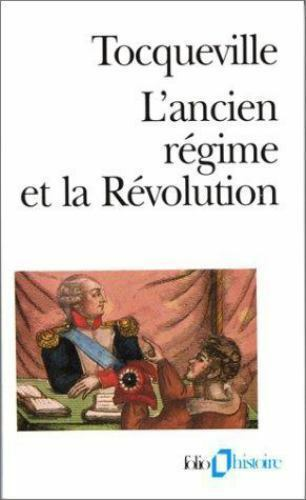 Tocqueville
L'ancien
régime
et la Révolution
folio histoire